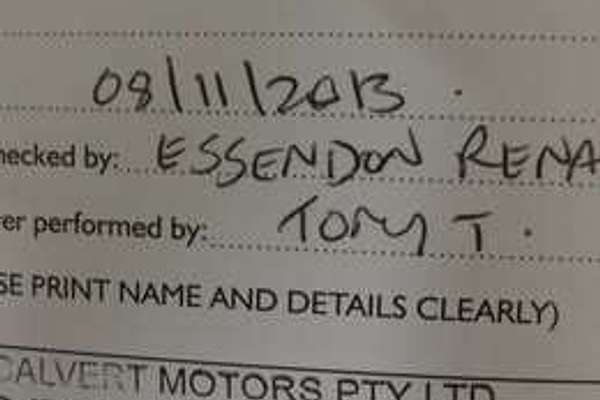 08/11/2013.
hecked by: ESSENDON RENA
er performed by: TONY T.
SE PRINT NAME AND DETAILS CLEARLY)
CALVERT MOTORS PTY LTD